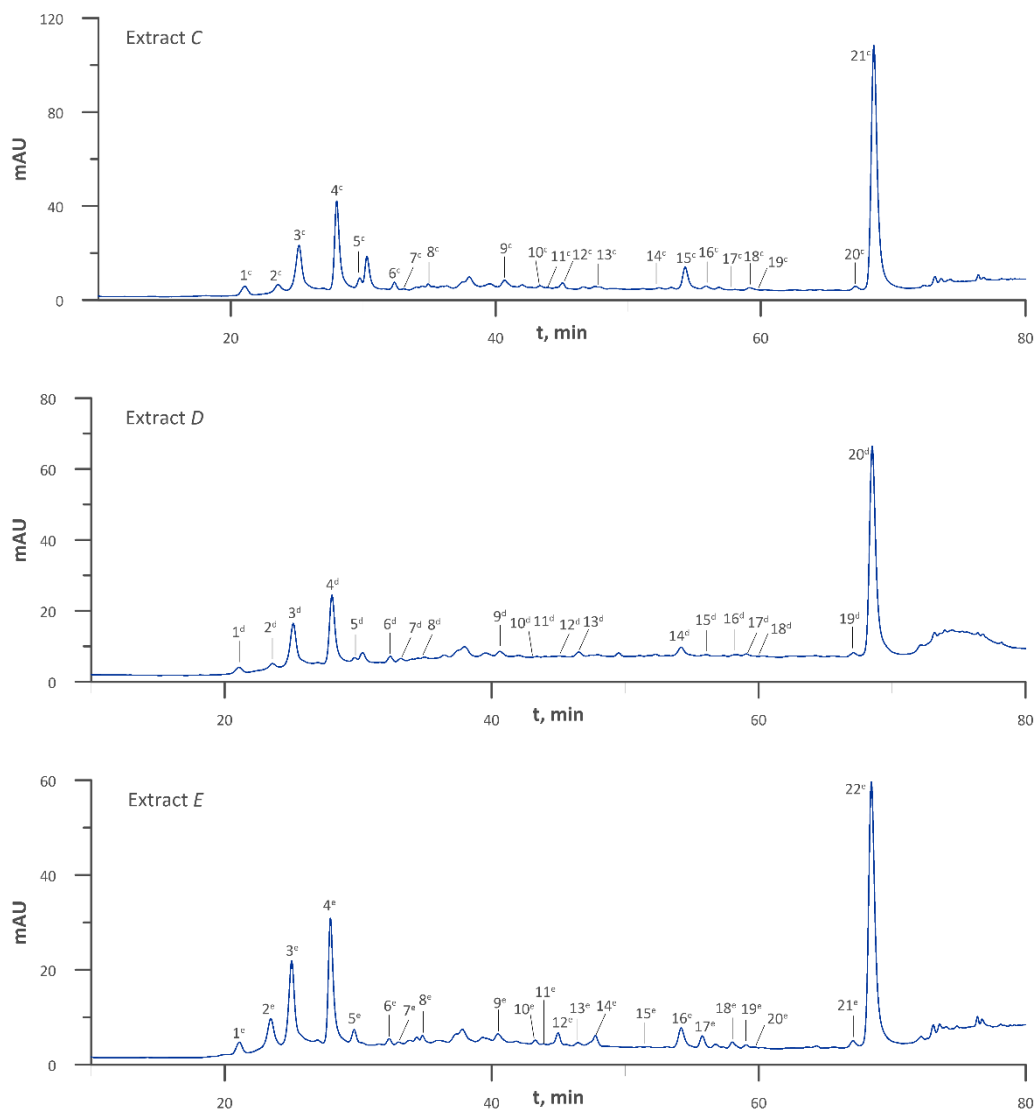 120
Extract C
21ᶜ
80
mAU
4ᶜ
40
3ᶜ
5ᶜ
1ᶜ 2ᶜ 6ᶜ 7ᶜ 8ᶜ 9ᶜ 10ᶜ 11ᶜ 12ᶜ 13ᶜ 14ᶜ 15ᶜ 16ᶜ 17ᶜ 18ᶜ 19ᶜ 20ᶜ
0
20 40 60 80
t, min
80
Extract D
20ᵈ
60
mAU
40
4ᵈ
3ᵈ
20
1ᵈ 2ᵈ 5ᵈ 6ᵈ 7ᵈ 8ᵈ 9ᵈ 10ᵈ 11ᵈ 12ᵈ 13ᵈ 14ᵈ 15ᵈ 16ᵈ 17ᵈ 18ᵈ 19ᵈ
0
20 40 60 80
t, min
60
Extract E
22ᵉ
40
mAU
4ᵉ
3ᵉ
20
2ᵉ
1ᵉ 5ᵉ 6ᵉ 7ᵉ 8ᵉ 9ᵉ 10ᵉ 11ᵉ 12ᵉ 13ᵉ 14ᵉ 15ᵉ 16ᵉ 17ᵉ 18ᵉ 19ᵉ 20ᵉ 21ᵉ
0
20 40 60 80
t, min